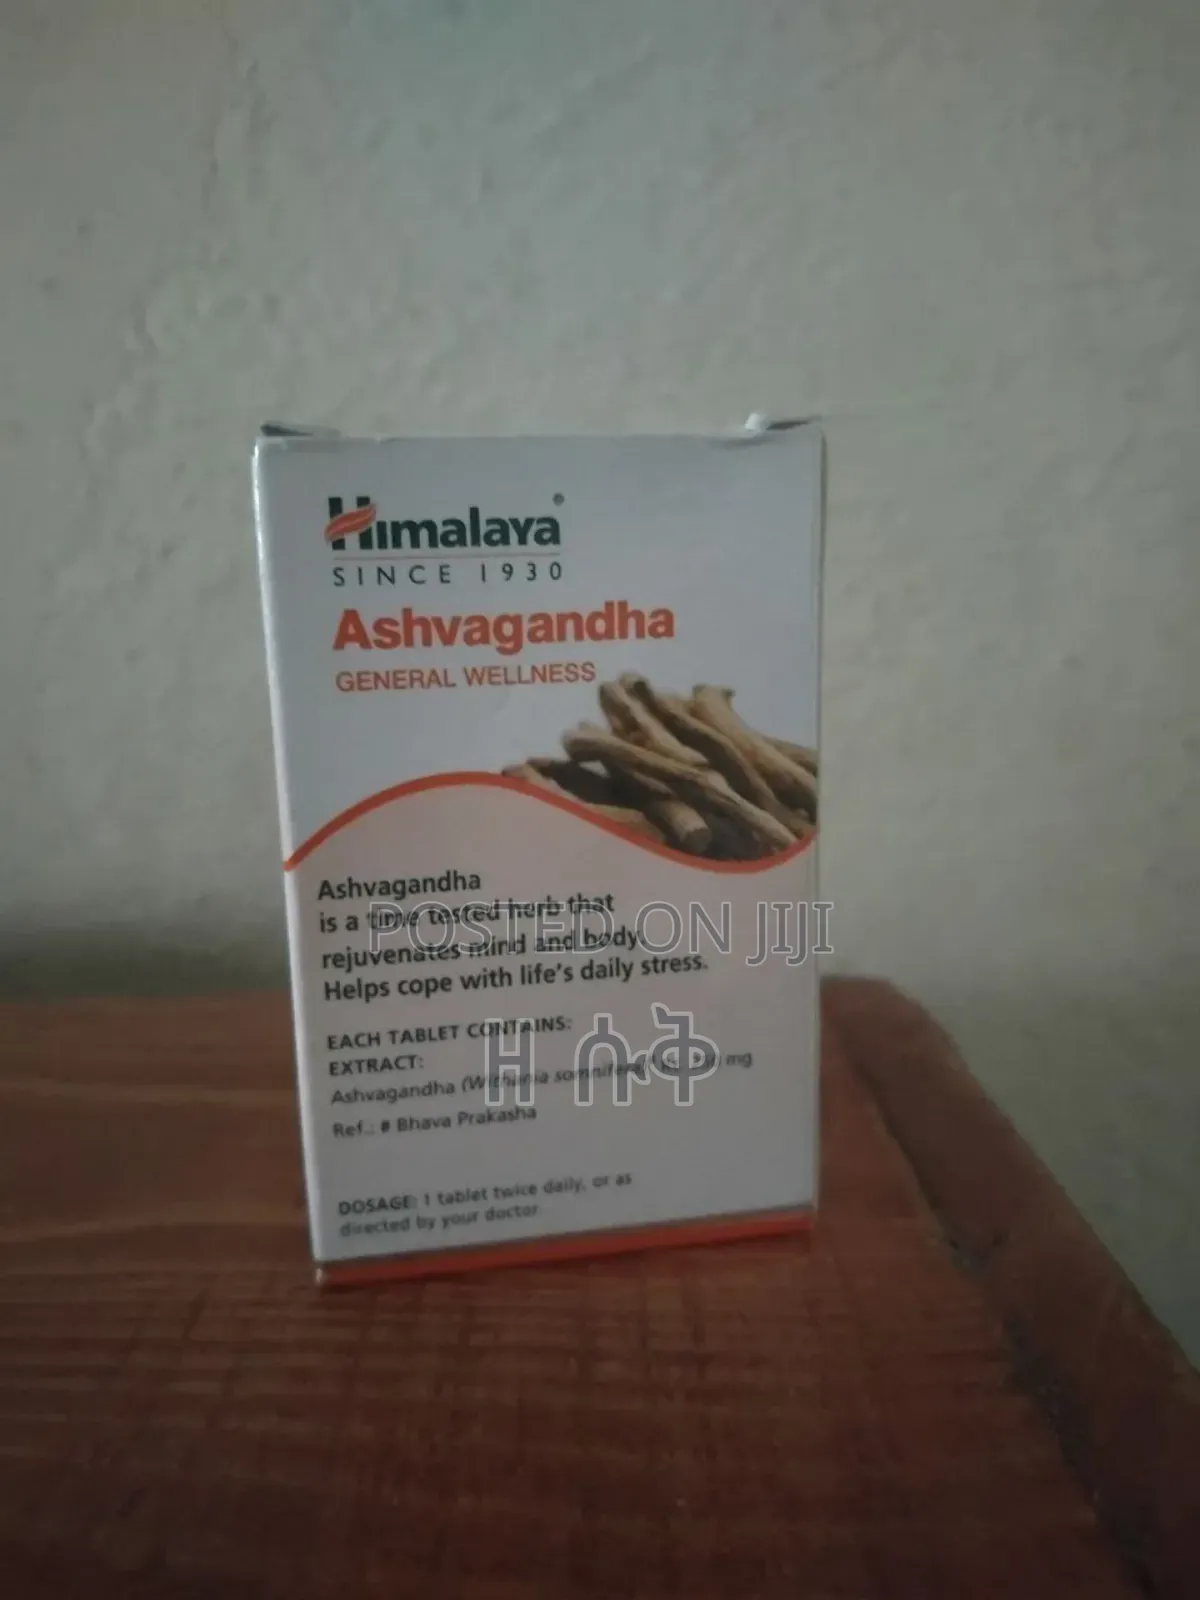 Himalaya®
SINCE 1930
Ashvagandha
GENERAL WELLNESS
Ashvagandha
is a time tested herb that
rejuvenates mind and body.
Helps cope with life's daily stress.
POSTED ON JIJI
ዘ ሱቅ
EACH TABLET CONTAINS:
EXTRACT:
Ashvagandha (Withania somnifera) mg
Ref.: # Bhava Prakasha
DOSAGE: 1 tablet twice daily, or as
directed by your doctor